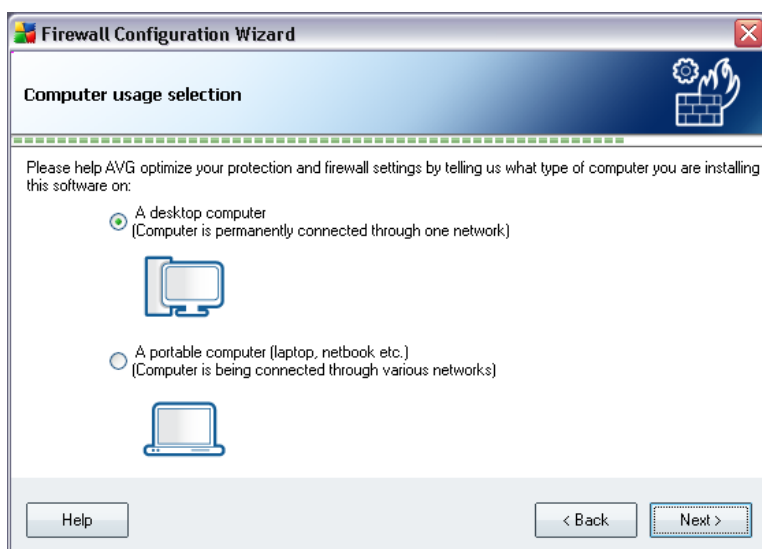 Firewall Configuration Wizard
Computer usage selection
Please help AVG optimize your protection and firewall settings by telling us what type of computer you are installing
this software on:
A desktop computer
(Computer is permanently connected through one network)
A portable computer (laptop, netbook etc.)
(Computer is being connected through various networks)
Help
< Back
Next >